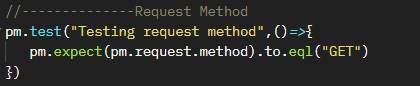 //--------------Request Method
pm.test("Testing request method",()=>{
    pm.expect(pm.request.method).to.eql("GET")
})